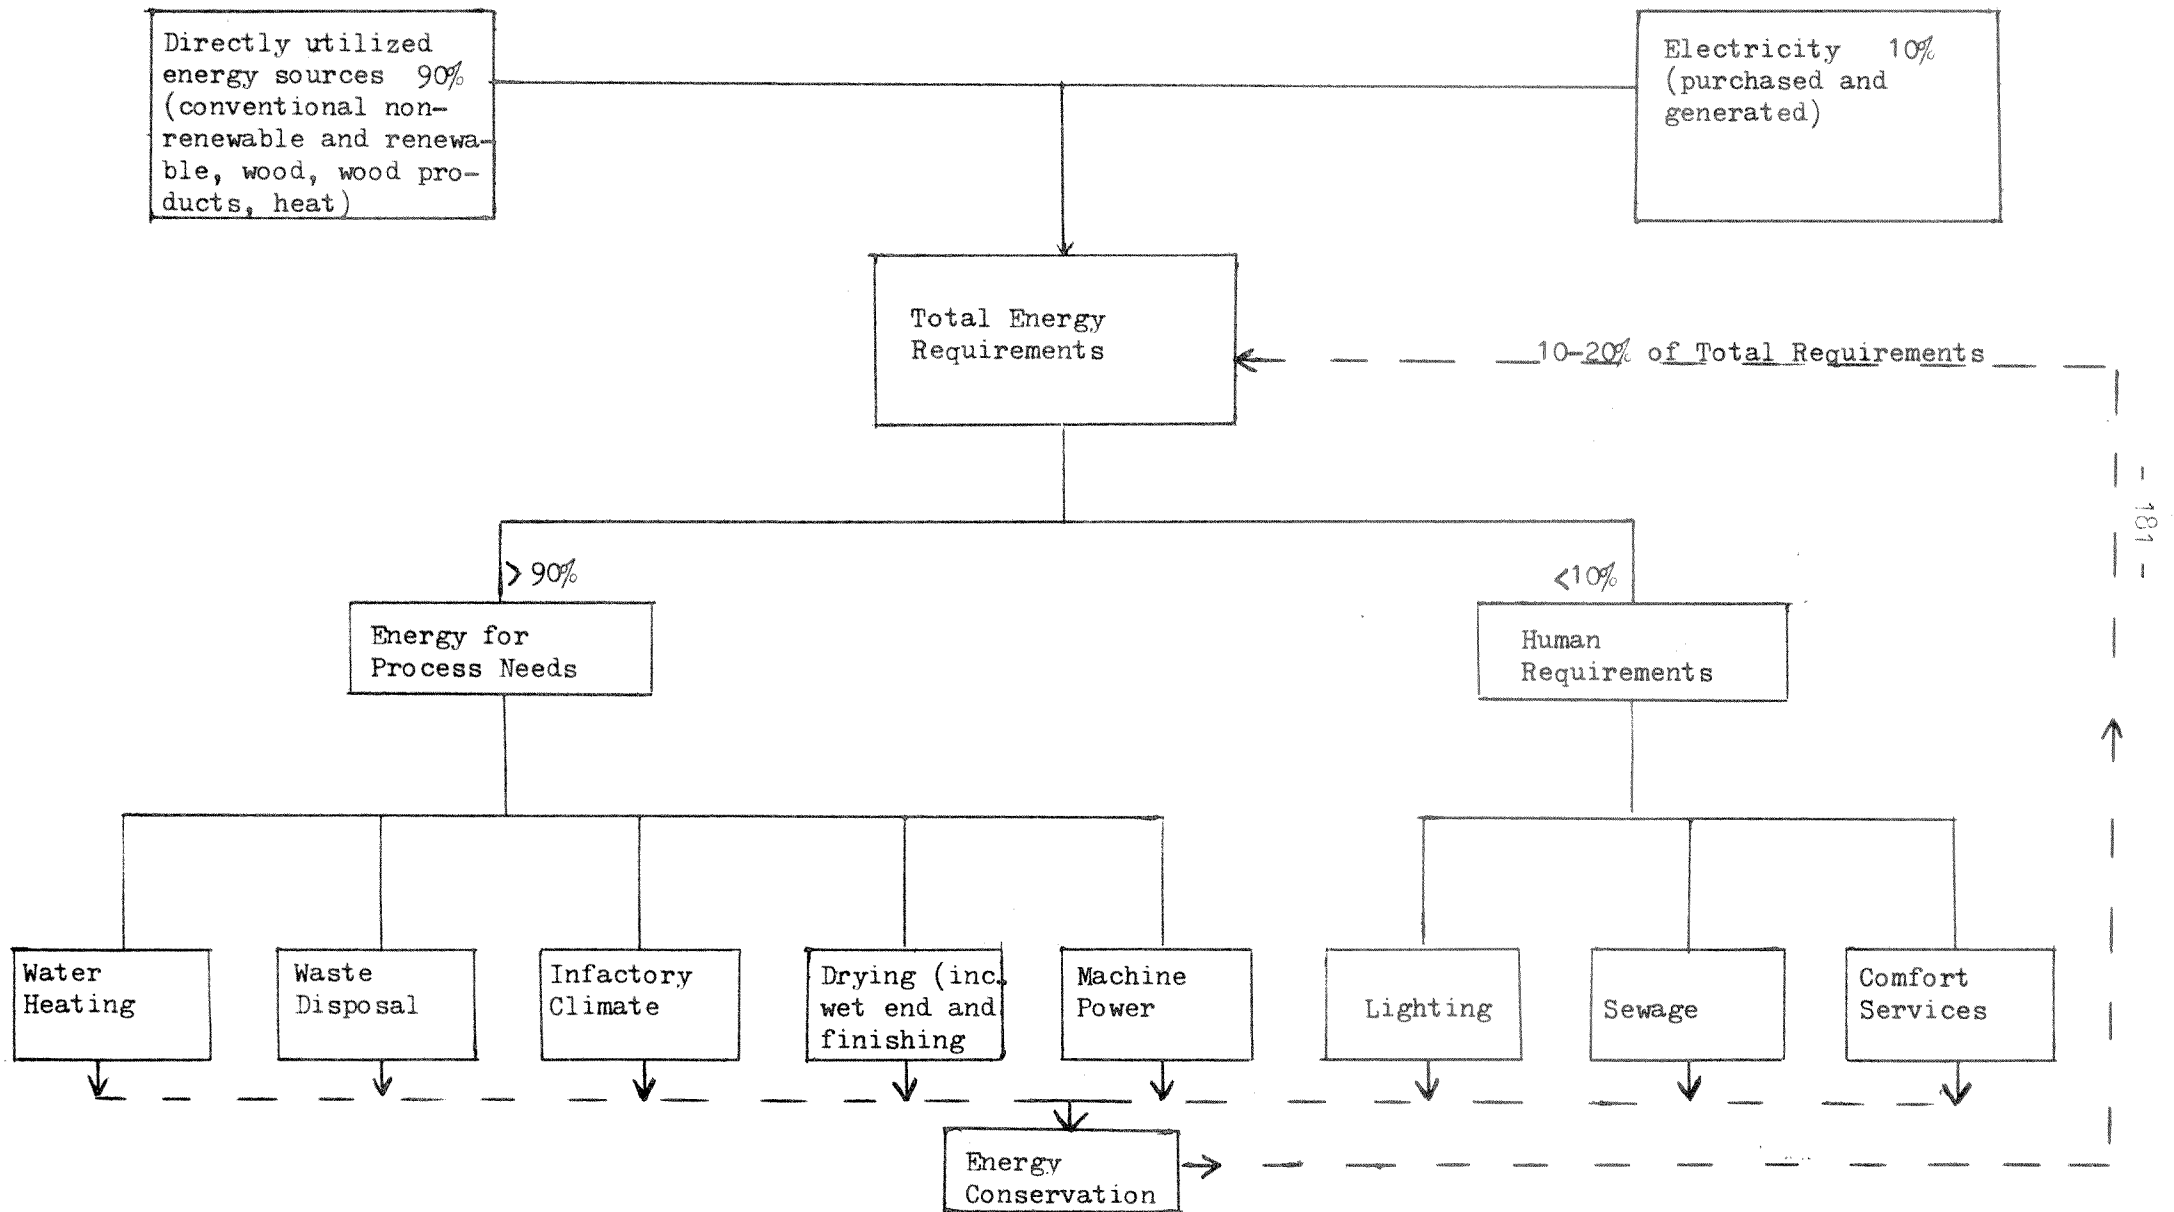 Directly utilized
energy sources 90%
(conventional non-
renewable and renewa-
ble, wood, wood pro-
ducts, heat)
Electricity 10%
(purchased and
generated)
Total Energy
Requirements
10-20% of Total Requirements
- 181 -
> 90%
<10%
Energy for
Process Needs
Human
Requirements
Water
Heating
Waste
Disposal
Infactory
Climate
Drying (inc.
wet end and
finishing
Machine
Power
Lighting
Sewage
Comfort
Services
Energy
Conservation